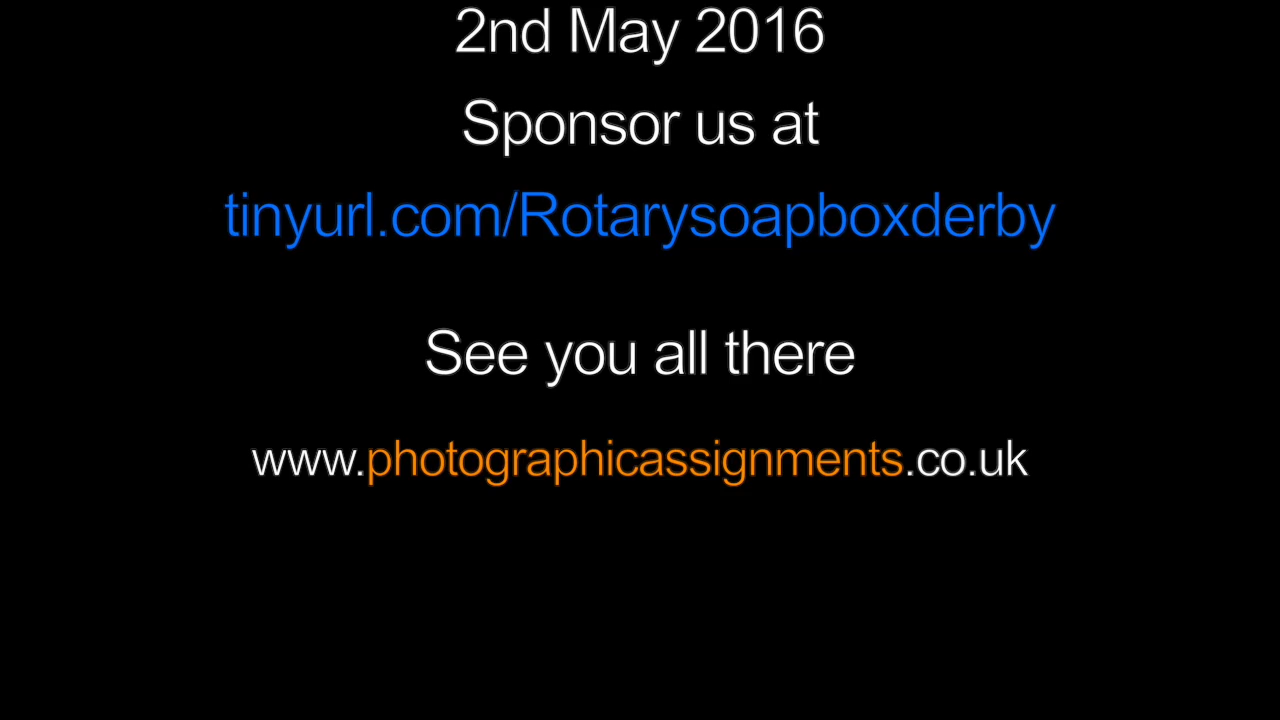 2nd May 2016
Sponsor us at
tinyurl.com/Rotarysoapboxderby
See you all there
www.photographicassignments.co.uk